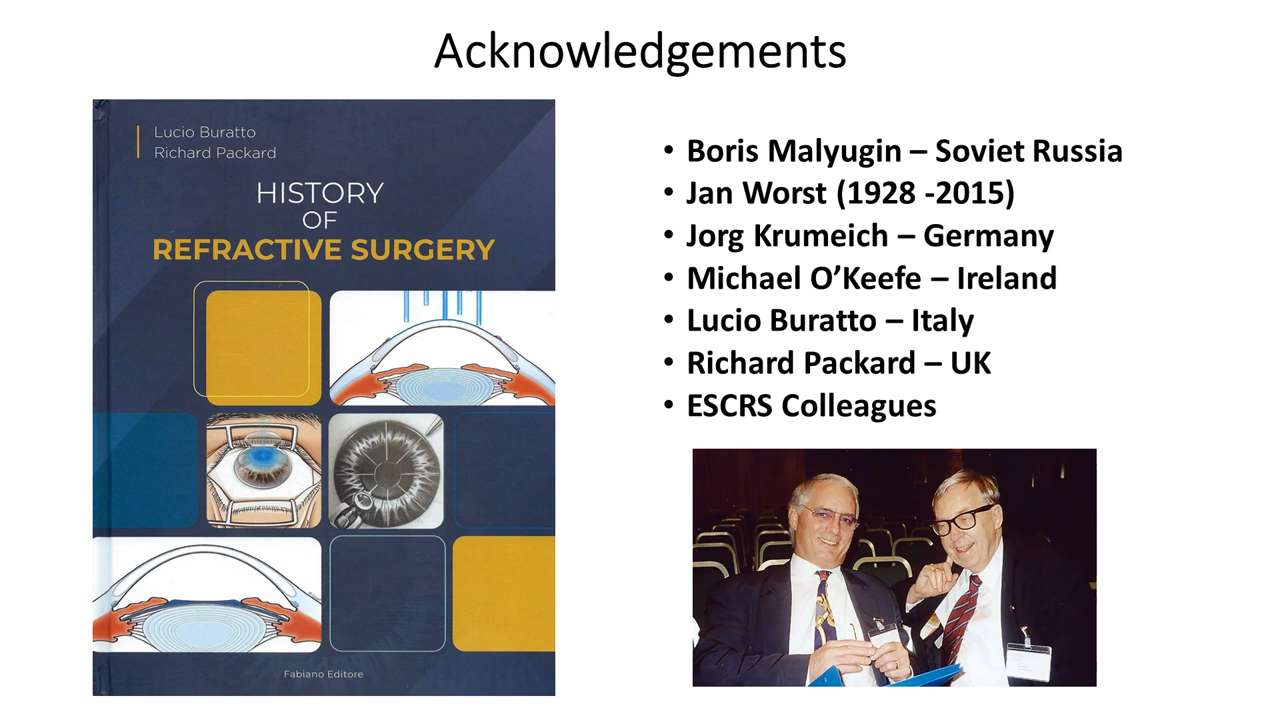 Acknowledgements
Lucio Buratto
Richard Packard
HISTORY
OF
REFRACTIVE SURGERY
Fabiano Editore
• Boris Malyugin – Soviet Russia
• Jan Worst (1928 -2015)
• Jorg Krumeich – Germany
• Michael O’Keefe – Ireland
• Lucio Buratto – Italy
• Richard Packard – UK
• ESCRS Colleagues